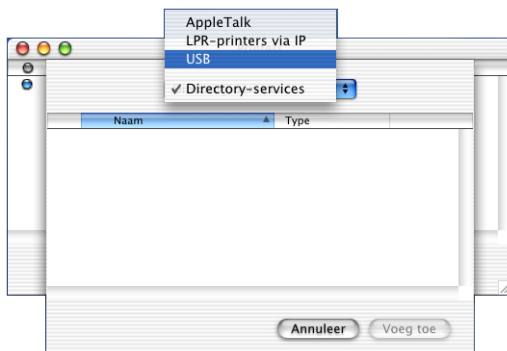 AppleTalk
LPR-printers via IP
USB
✓ Directory-services
Naam Type
Annuleer Voeg toe